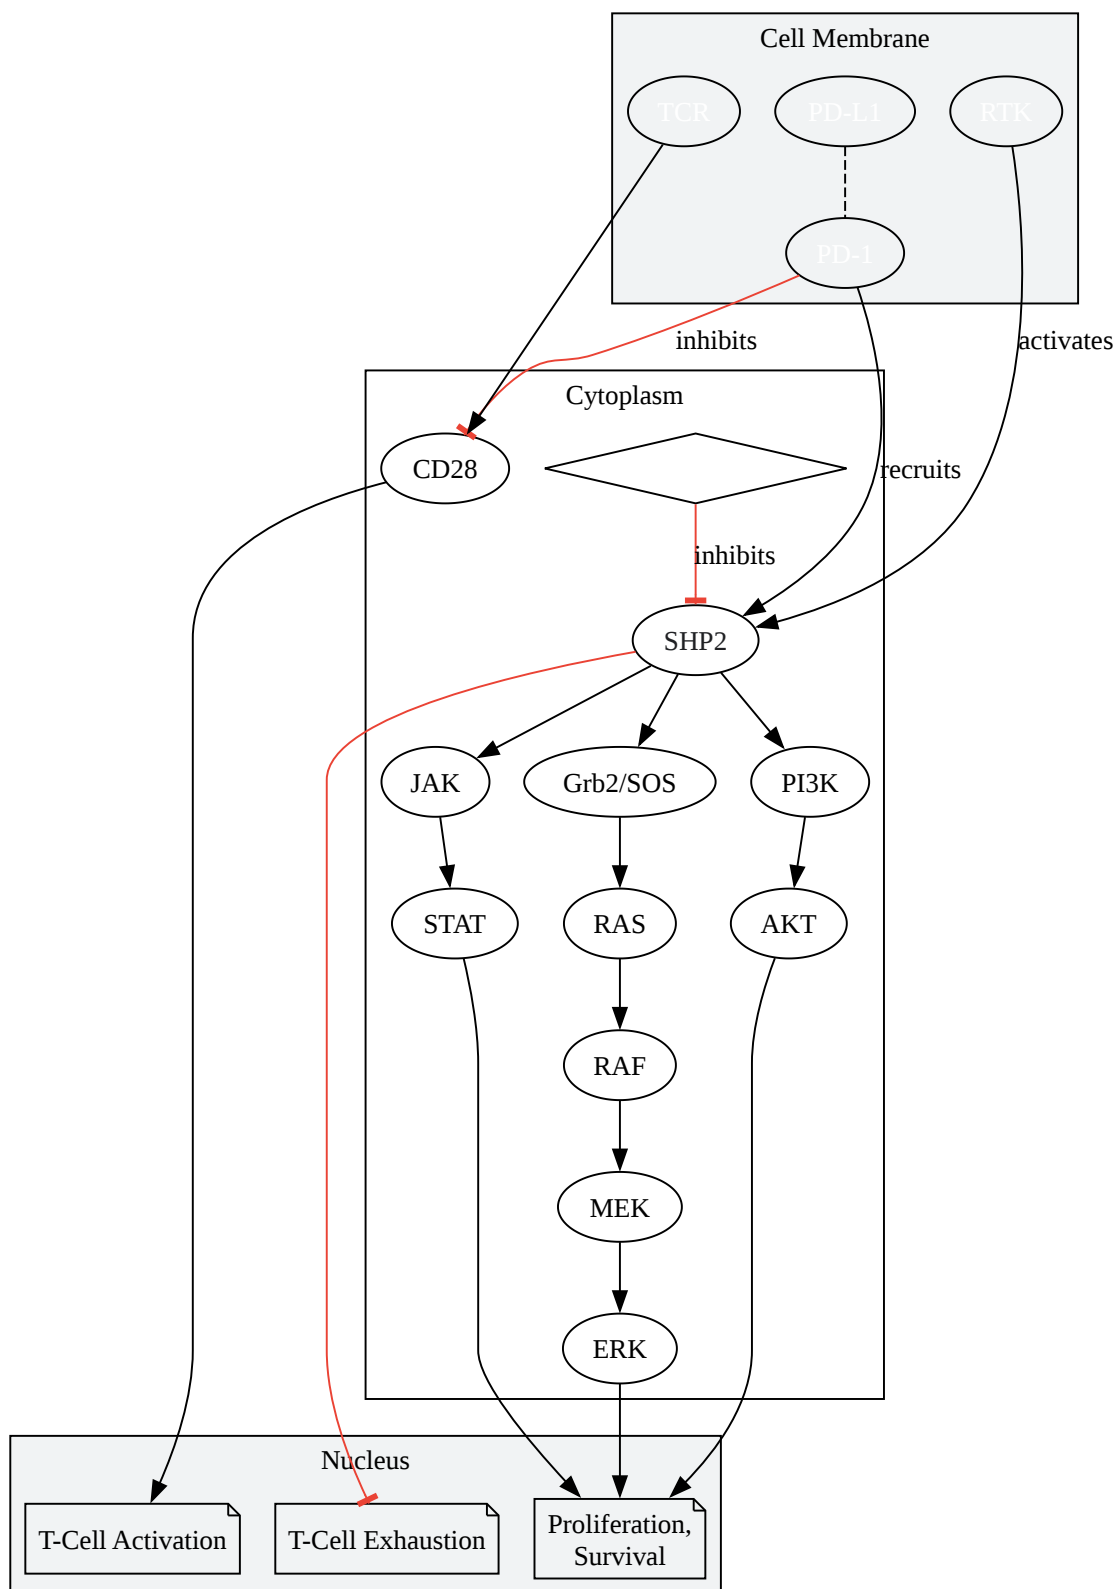 Cell Membrane
TCR
PD-L1
RTK
PD-1
inhibits
activates
Cytoplasm
CD28
recruits
inhibits
SHP2
JAK
Grb2/SOS
PI3K
STAT
RAS
AKT
RAF
MEK
ERK
Nucleus
T-Cell Activation
T-Cell Exhaustion
Proliferation,
Survival